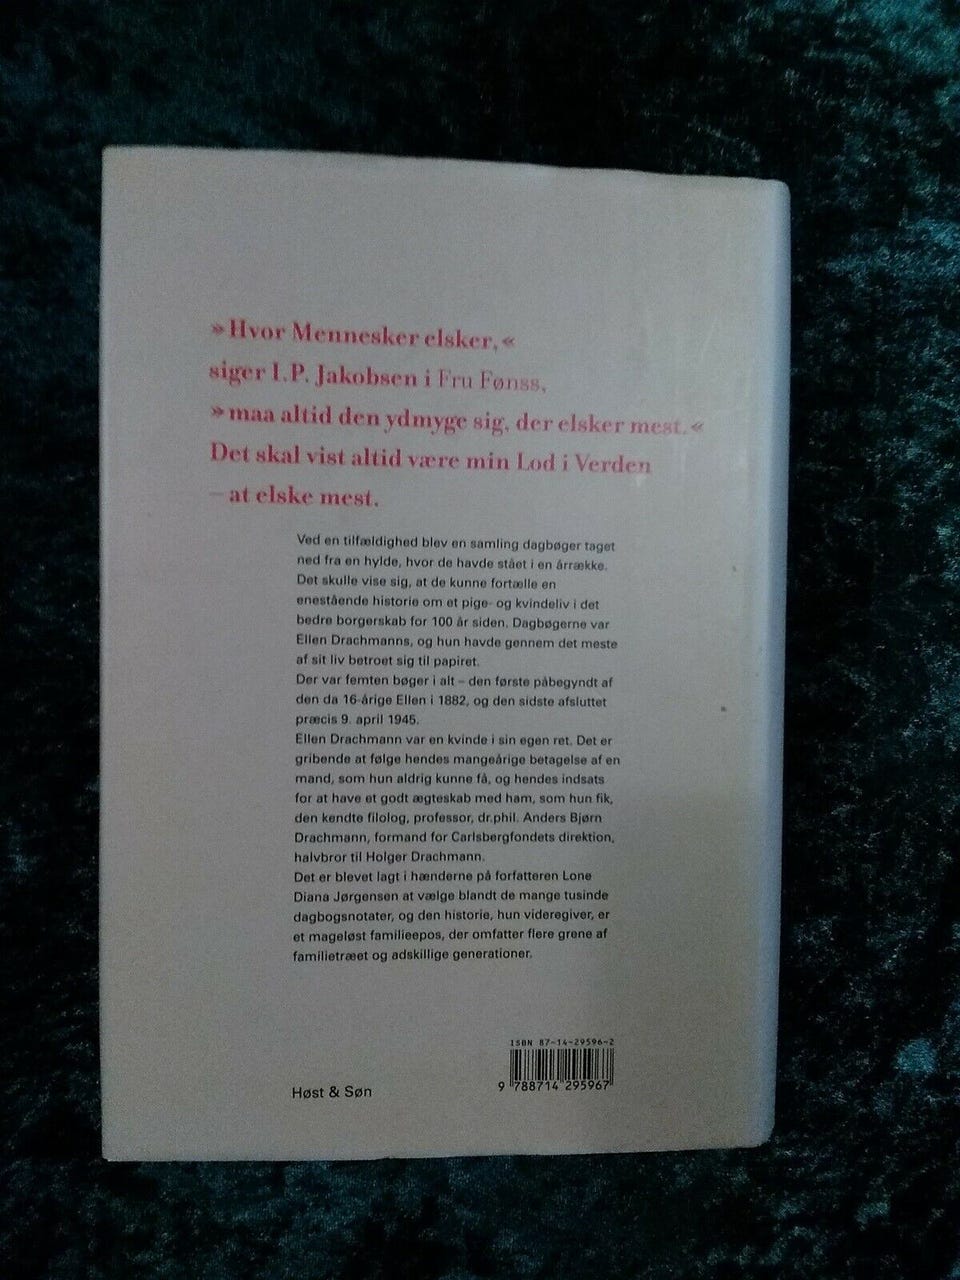 »Hvor Mennesker elsker,«
siger I.P. Jakobsen i Fru Fønss,
»maa altid den ydmyge sig, der elsker mest.«
Det skal vist altid være min Lod i Verden
– at elske mest.
Ved en tilfældighed blev en samling dagbøger taget
ned fra en hylde, hvor de havde stået i en årrække.
Det skulle vise sig, at de kunne fortælle en
enestående historie om et pige- og kvindeliv i det
bedre borgerskab for 100 år siden. Dagbøgerne var
Ellen Drachmanns, og hun havde gennem det meste
af sit liv betroet sig til papiret.
Der var femten bøger i alt – den første påbegyndt af
den da 16-årige Ellen i 1882, og den sidste afsluttet
præcis 9. april 1945.
Ellen Drachmann var en kvinde i sin egen ret. Det er
gribende at følge hendes mangeårige betagelse af en
mand, som hun aldrig kunne få, og hendes indsats
for at have et godt ægteskab med ham, som hun fik,
den kendte filolog, professor, dr.phil. Anders Bjørn
Drachmann, formand for Carlsbergfondets direktion,
halvbror til Holger Drachmann.
Det er blevet lagt i hænderne på forfatteren Lone
Diana Jørgensen at vælge blandt de mange tusinde
dagbogsnotater, og den historie, hun videregiver, er
et mageløst familieepos, der omfatter flere grene af
familietræet og adskillige generationer.
ISBN 87-14-29596-2
9 788714 295967
Høst & Søn